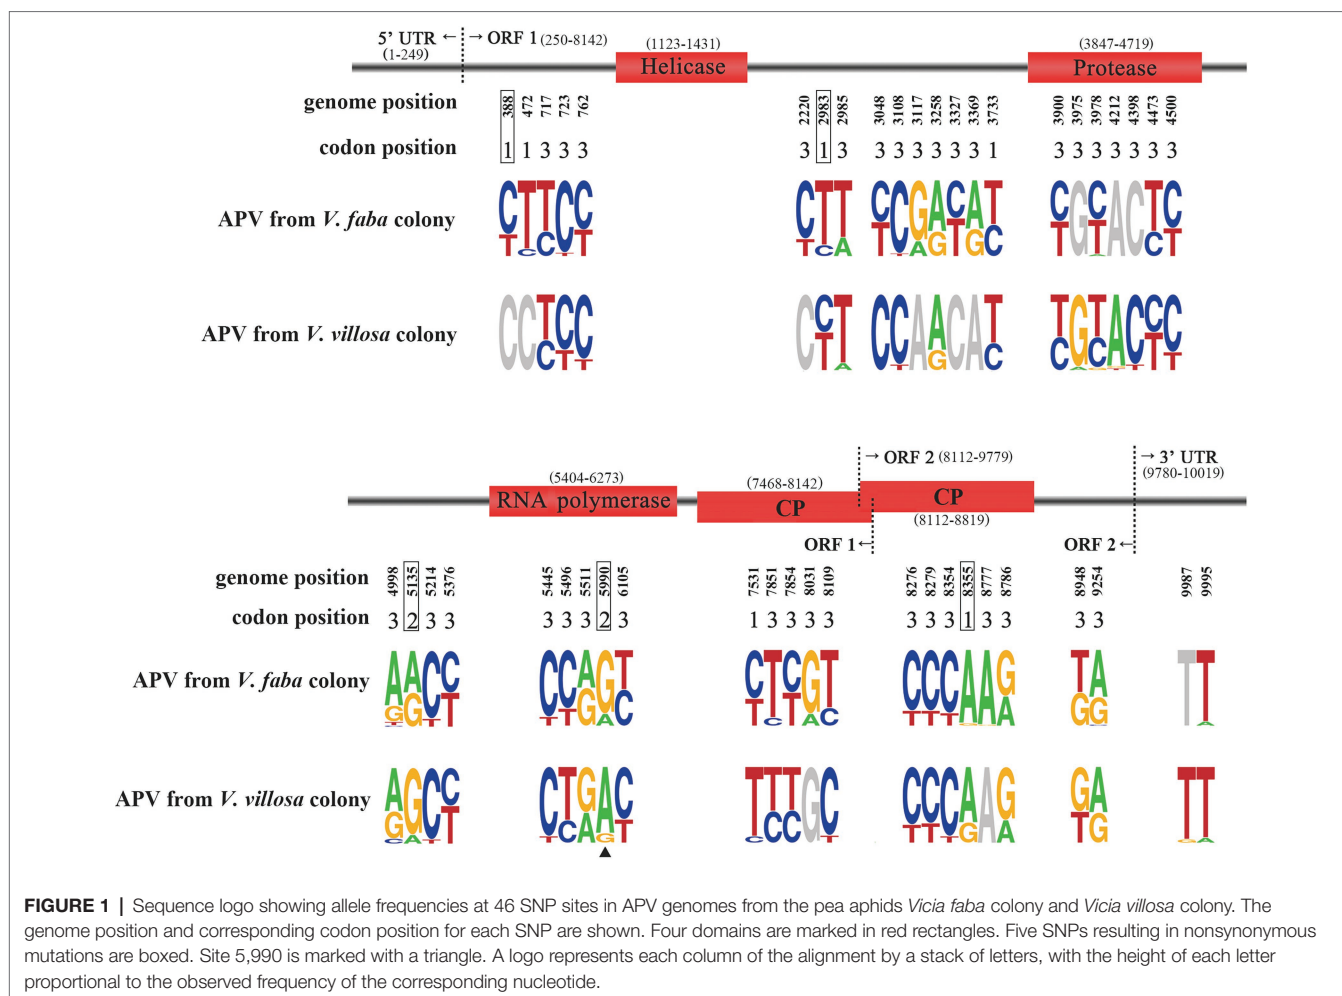 5' UTR ← → ORF 1 (250-8142)
(1-249)
(1123-1431)
Helicase
(3847-4719)
Protease
genome position 388 472 717 723 762 2220 2983 2985 3048 3108 3117 3258 3327 3369 3733 3900 3975 3978 4212 4398 4473 4500
codon position 1 1 3 3 3 3 1 3 3 3 3 3 3 3 1 3 3 3 3 3 3 3
APV from V. faba colony
APV from V. villosa colony
(5404-6273)
RNA polymerase
(7468-8142)
CP
→ ORF 2 (8112-9779)
CP
(8112-8819)
→ 3' UTR
(9780-10019)
ORF 1 ←
ORF 2 ←
genome position 4998 5135 5214 5376 5445 5496 5511 5990 6105 7531 7851 7854 8031 8109 8276 8279 8354 8355 8777 8786 8948 9254 9987 9995
codon position 3 2 3 3 3 3 3 2 3 1 3 3 3 3 3 3 3 1 3 3 3 3
APV from V. faba colony
APV from V. villosa colony
FIGURE 1 | Sequence logo showing allele frequencies at 46 SNP sites in APV genomes from the pea aphids Vicia faba colony and Vicia villosa colony. The
genome position and corresponding codon position for each SNP are shown. Four domains are marked in red rectangles. Five SNPs resulting in nonsynonymous
mutations are boxed. Site 5,990 is marked with a triangle. A logo represents each column of the alignment by a stack of letters, with the height of each letter
proportional to the observed frequency of the corresponding nucleotide.